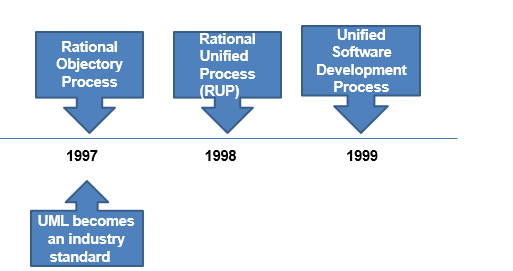 Rational
Objectory
Process
Rational
Unified
Process
(RUP)
Unified
Software
Development
Process
1997
1998
1999
UML becomes
an industry
standard